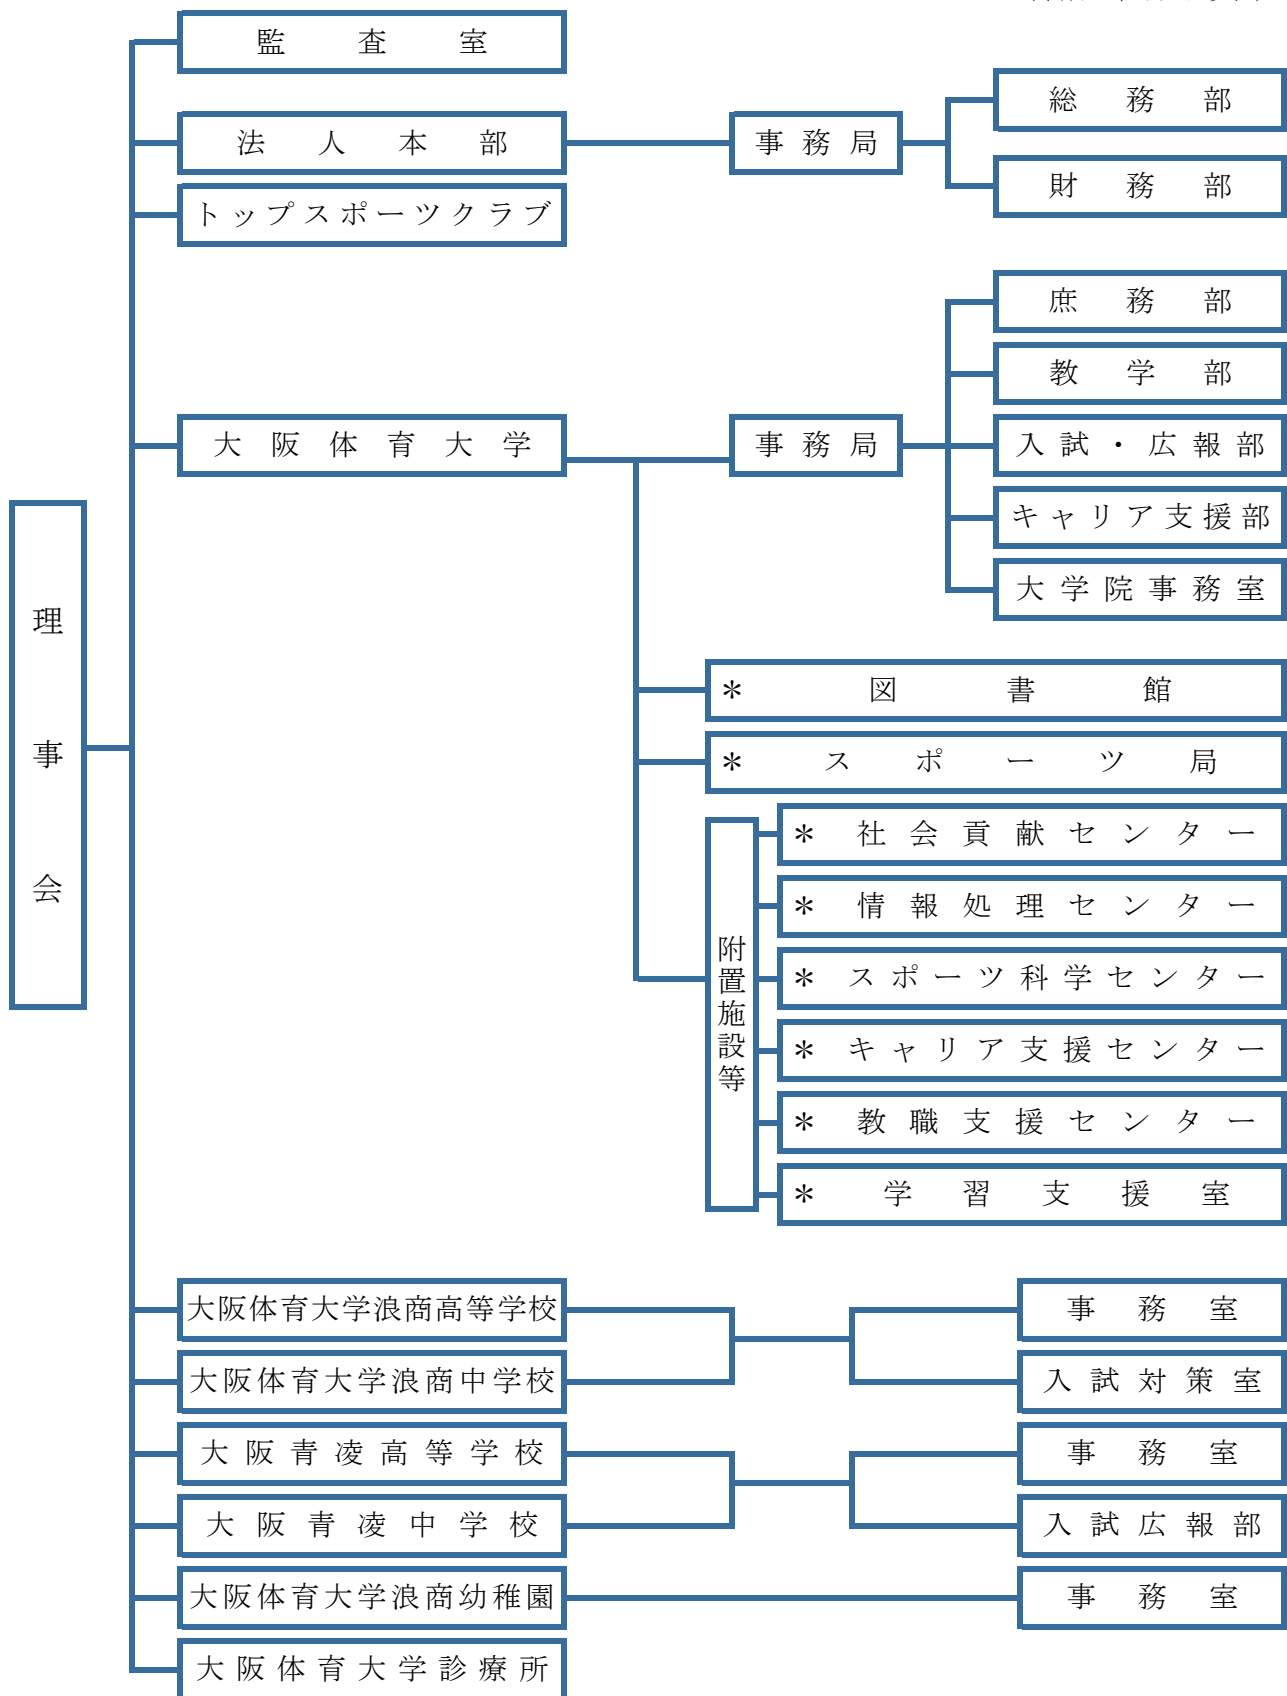 監査室
総務部
法人本部
事務局
財務部
トップスポーツクラブ
庶務部
教学部
大阪体育大学
事務局
入試・広報部
キャリア支援部
大学院事務室
理事会
＊図書館
＊スポーツ局
附置施設等
＊社会貢献センター
＊情報処理センター
＊スポーツ科学センター
＊キャリア支援センター
＊教職支援センター
＊学習支援室
大阪体育大学浪商高等学校
事務室
大阪体育大学浪商中学校
入試対策室
大阪青凌高等学校
事務室
大阪青凌中学校
入試広報部
大阪体育大学浪商幼稚園
事務室
大阪体育大学診療所